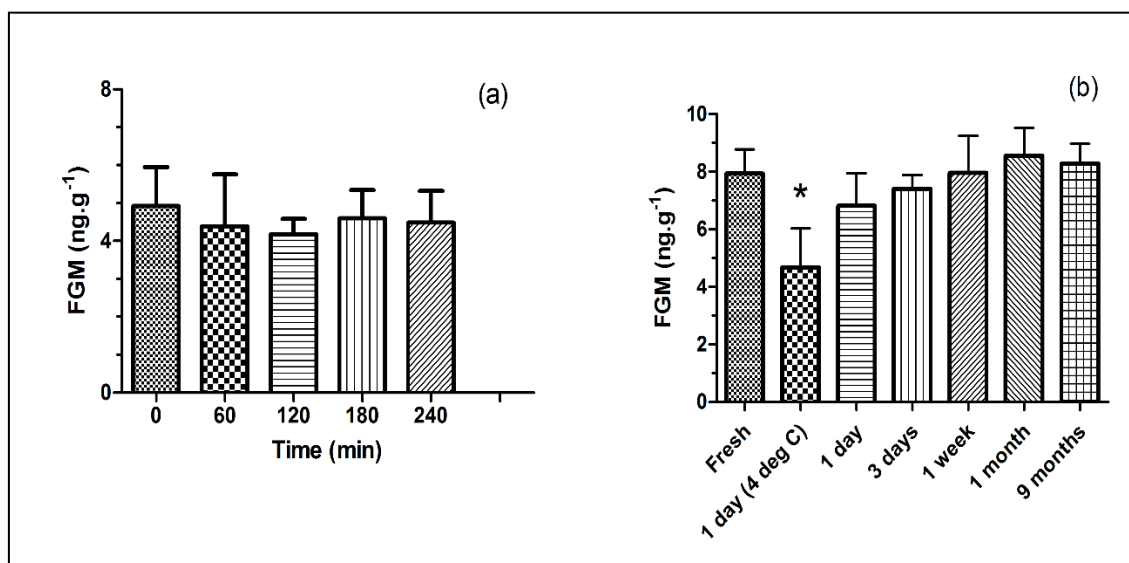 (a)
8
4
0
FGM (ng.g⁻¹)
0 60 120 180 240
Time (min)
(b)
10
8
6
4
2
0
FGM (ng.g⁻¹)
*
Fresh
1 day (4 deg C)
1 day
3 days
1 week
1 month
9 months